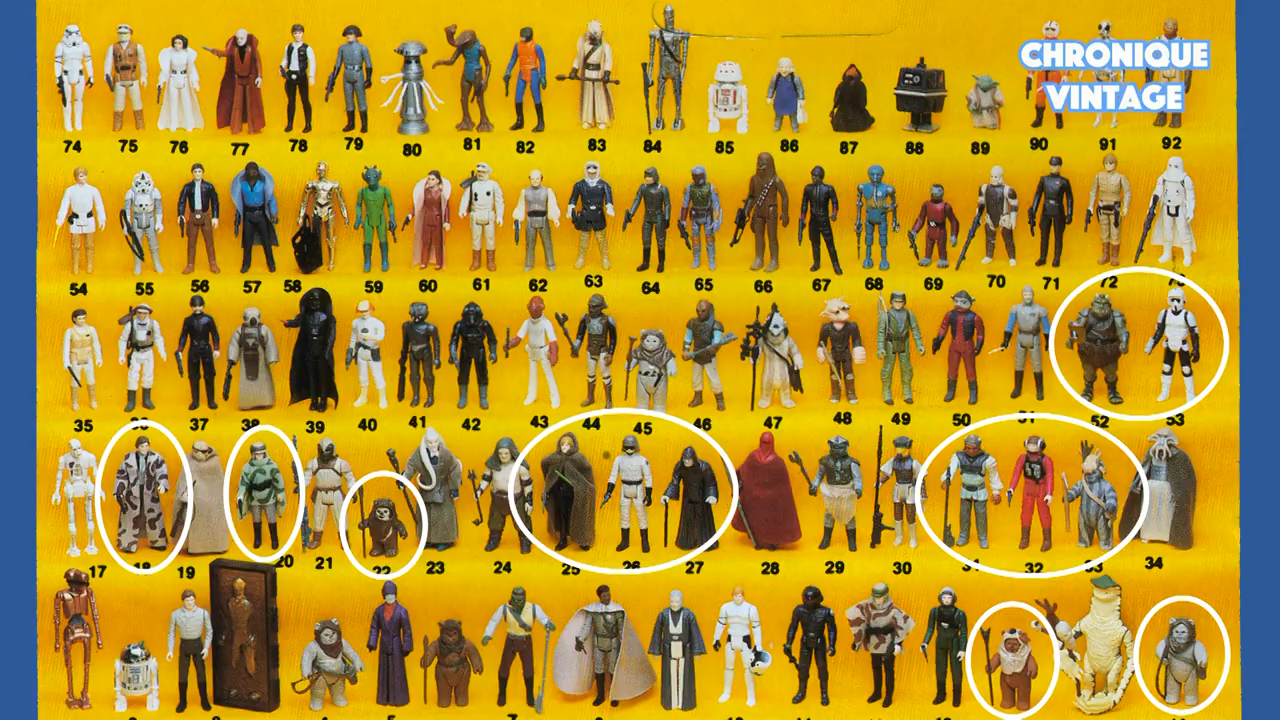 CHRONIQUE
VINTAGE
74 75 76 77 78 79 80 81 82 83 84 85 86 87 88 89 90 91 92
54 55 56 57 58 59 60 61 62 63 64 65 66 67 68 69 70 71 72
35 37 38 39 40 41 42 43 44 45 46 47 48 49 50 52 53
17 18 19 20 21 22 23 24 25 26 27 28 29 30 32 33 34